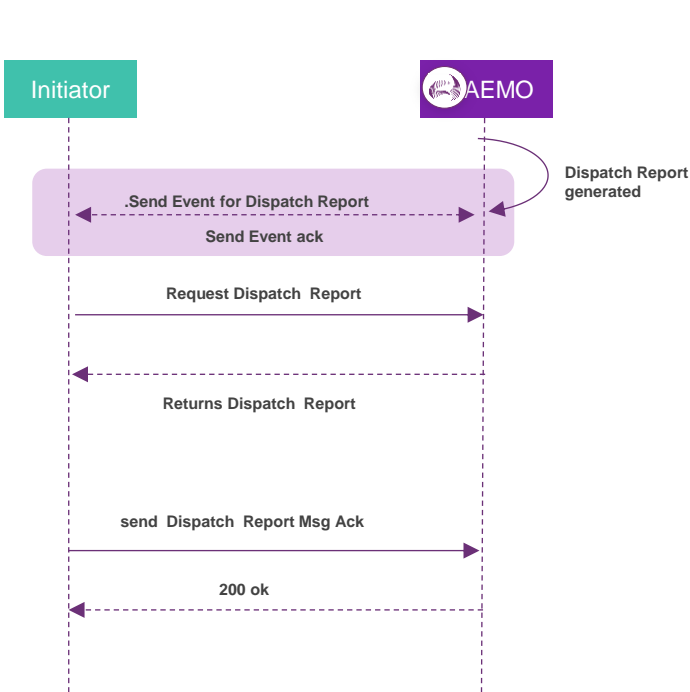 Initiator
AEMO
Dispatch Report
generated
.Send Event for Dispatch Report
Send Event ack
Request Dispatch  Report
Returns Dispatch  Report
send  Dispatch  Report Msg Ack
200 ok